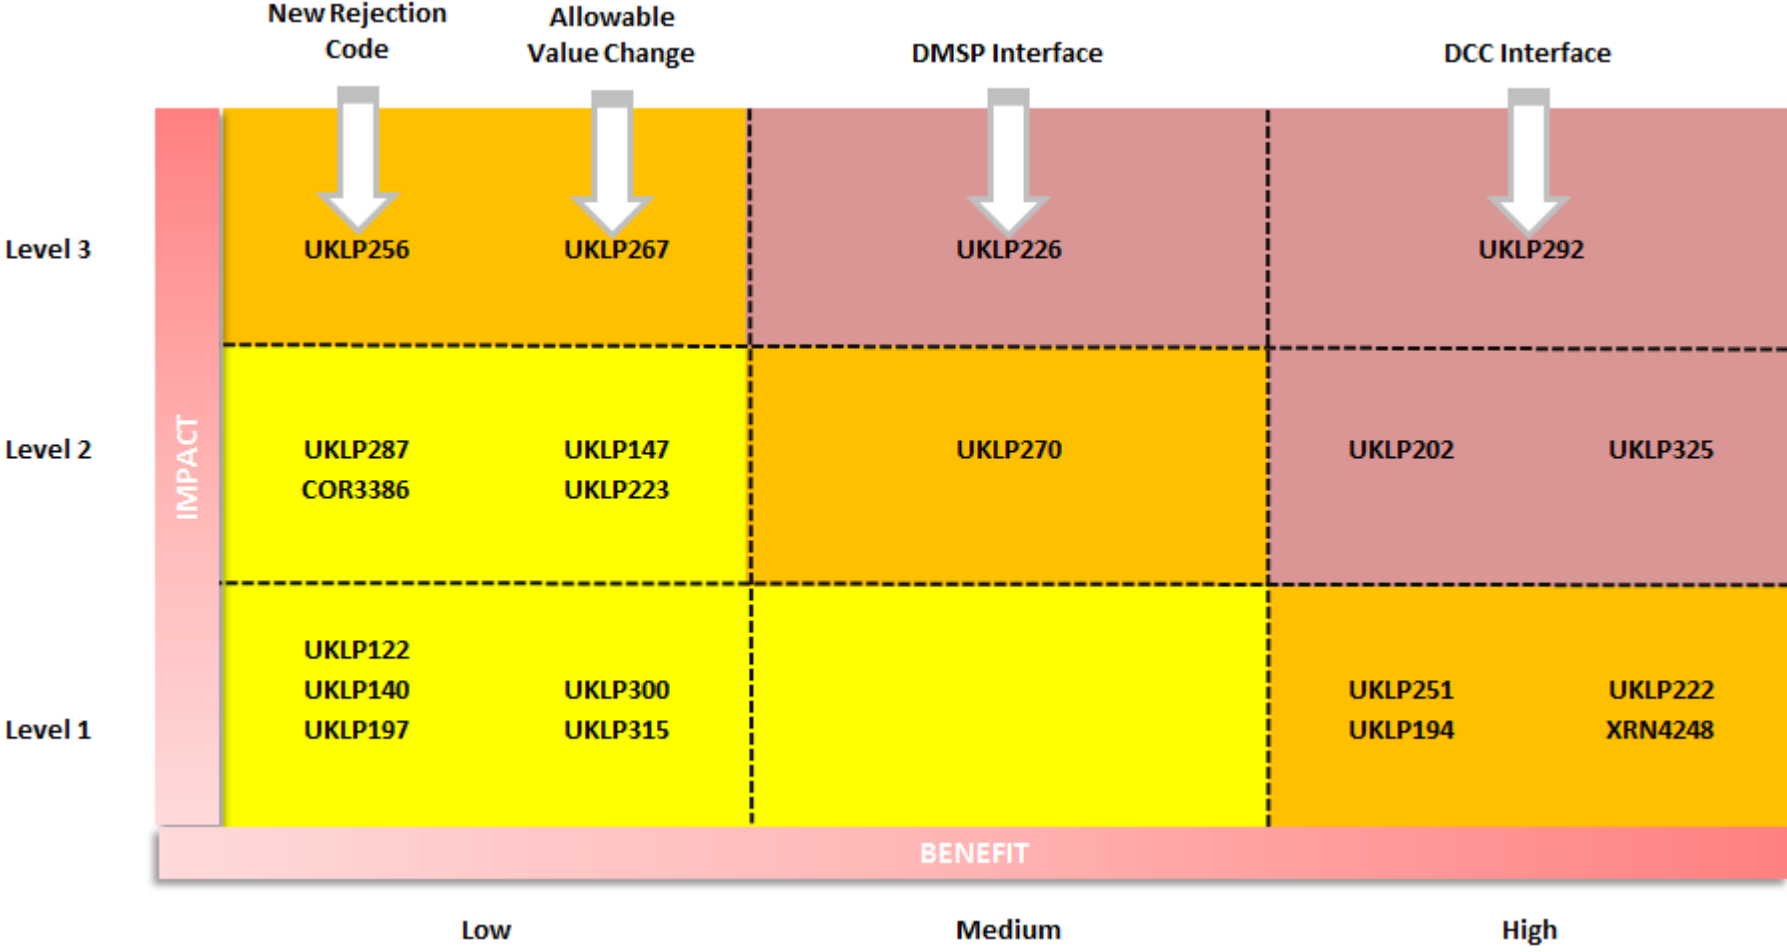 New Rejection
Code
Allowable
Value Change
DMSP Interface
DCC Interface
Level 3
UKLP256
UKLP267
UKLP226
UKLP292
IMPACT
Level 2
UKLP287
UKLP147
UKLP270
UKLP202
UKLP325
COR3386
UKLP223
UKLP122
UKLP140
UKLP300
UKLP251
UKLP222
Level 1
UKLP197
UKLP315
UKLP194
XRN4248
BENEFIT
Low
Medium
High